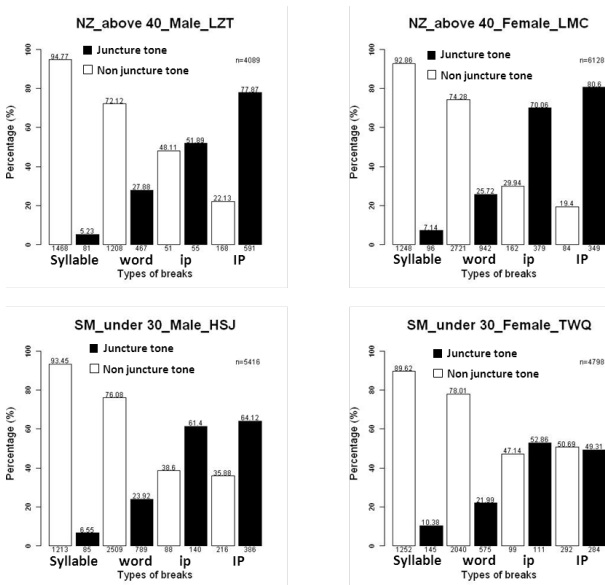 NZ_above 40_Male_LZT
Juncture tone
Non juncture tone
n=4089
Percentage (%)
0 20 40 60 80 100
94.77 5.23 72.12 27.88 48.11 51.89 22.13 77.87
1468 81 1208 467 51 55 168 591
Syllable word ip IP
Types of breaks
NZ_above 40_Female_LMC
Juncture tone
Non juncture tone
n=6128
Percentage (%)
0 20 40 60 80 100
92.86 7.14 74.28 25.72 29.94 70.06 19.4 80.6
1248 96 2721 942 162 379 84 349
Syllable word ip IP
Types of breaks
SM_under 30_Male_HSJ
Juncture tone
Non juncture tone
n=5416
Percentage (%)
0 20 40 60 80 100
93.45 6.55 76.08 23.92 38.6 61.4 35.88 64.12
1213 85 2509 789 88 140 216 386
Syllable word ip IP
Types of breaks
SM_under 30_Female_TWQ
Juncture tone
Non juncture tone
n=4798
Percentage (%)
0 20 40 60 80 100
89.62 10.38 78.01 21.99 47.14 52.86 50.69 49.31
1252 145 2040 575 99 111 292 284
Syllable word ip IP
Types of breaks